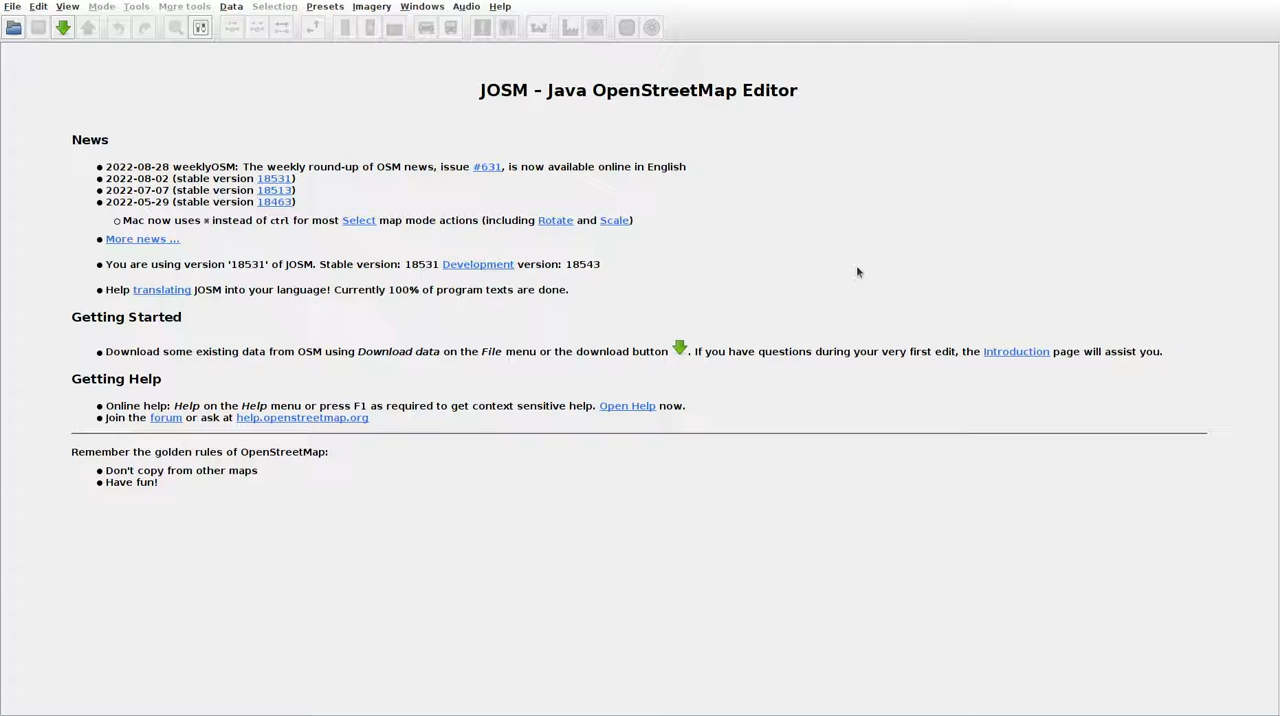 File Edit View Mode Tools More tools Data Selection Presets Imagery Windows Audio Help
JOSM – Java OpenStreetMap Editor
News
2022-08-28 weeklyOSM: The weekly round-up of OSM news, issue #631, is now available online in English
2022-08-02 (stable version 18531)
2022-07-07 (stable version 18513)
2022-05-29 (stable version 18463)
Mac now uses ⌘ instead of ctrl for most Select map mode actions (including Rotate and Scale)
More news ...
You are using version '18531' of JOSM. Stable version: 18531 Development version: 18543
Help translating JOSM into your language! Currently 100% of program texts are done.
Getting Started
Download some existing data from OSM using Download data on the File menu or the download button . If you have questions during your very first edit, the Introduction page will assist you.
Getting Help
Online help: Help on the Help menu or press F1 as required to get context sensitive help. Open Help now.
Join the forum or ask at help.openstreetmap.org
Remember the golden rules of OpenStreetMap:
Don't copy from other maps
Have fun!